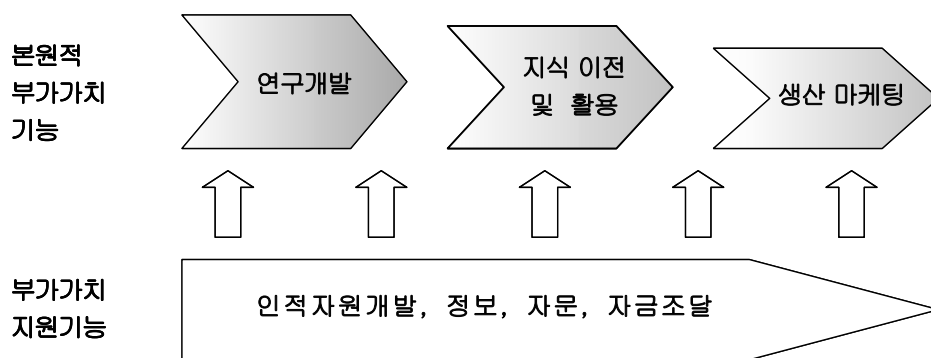 본원적
부가가치
기능
연구개발
지식 이전
및 활용
생산 마케팅
부가가치
지원기능
인적자원개발, 정보, 자문, 자금조달